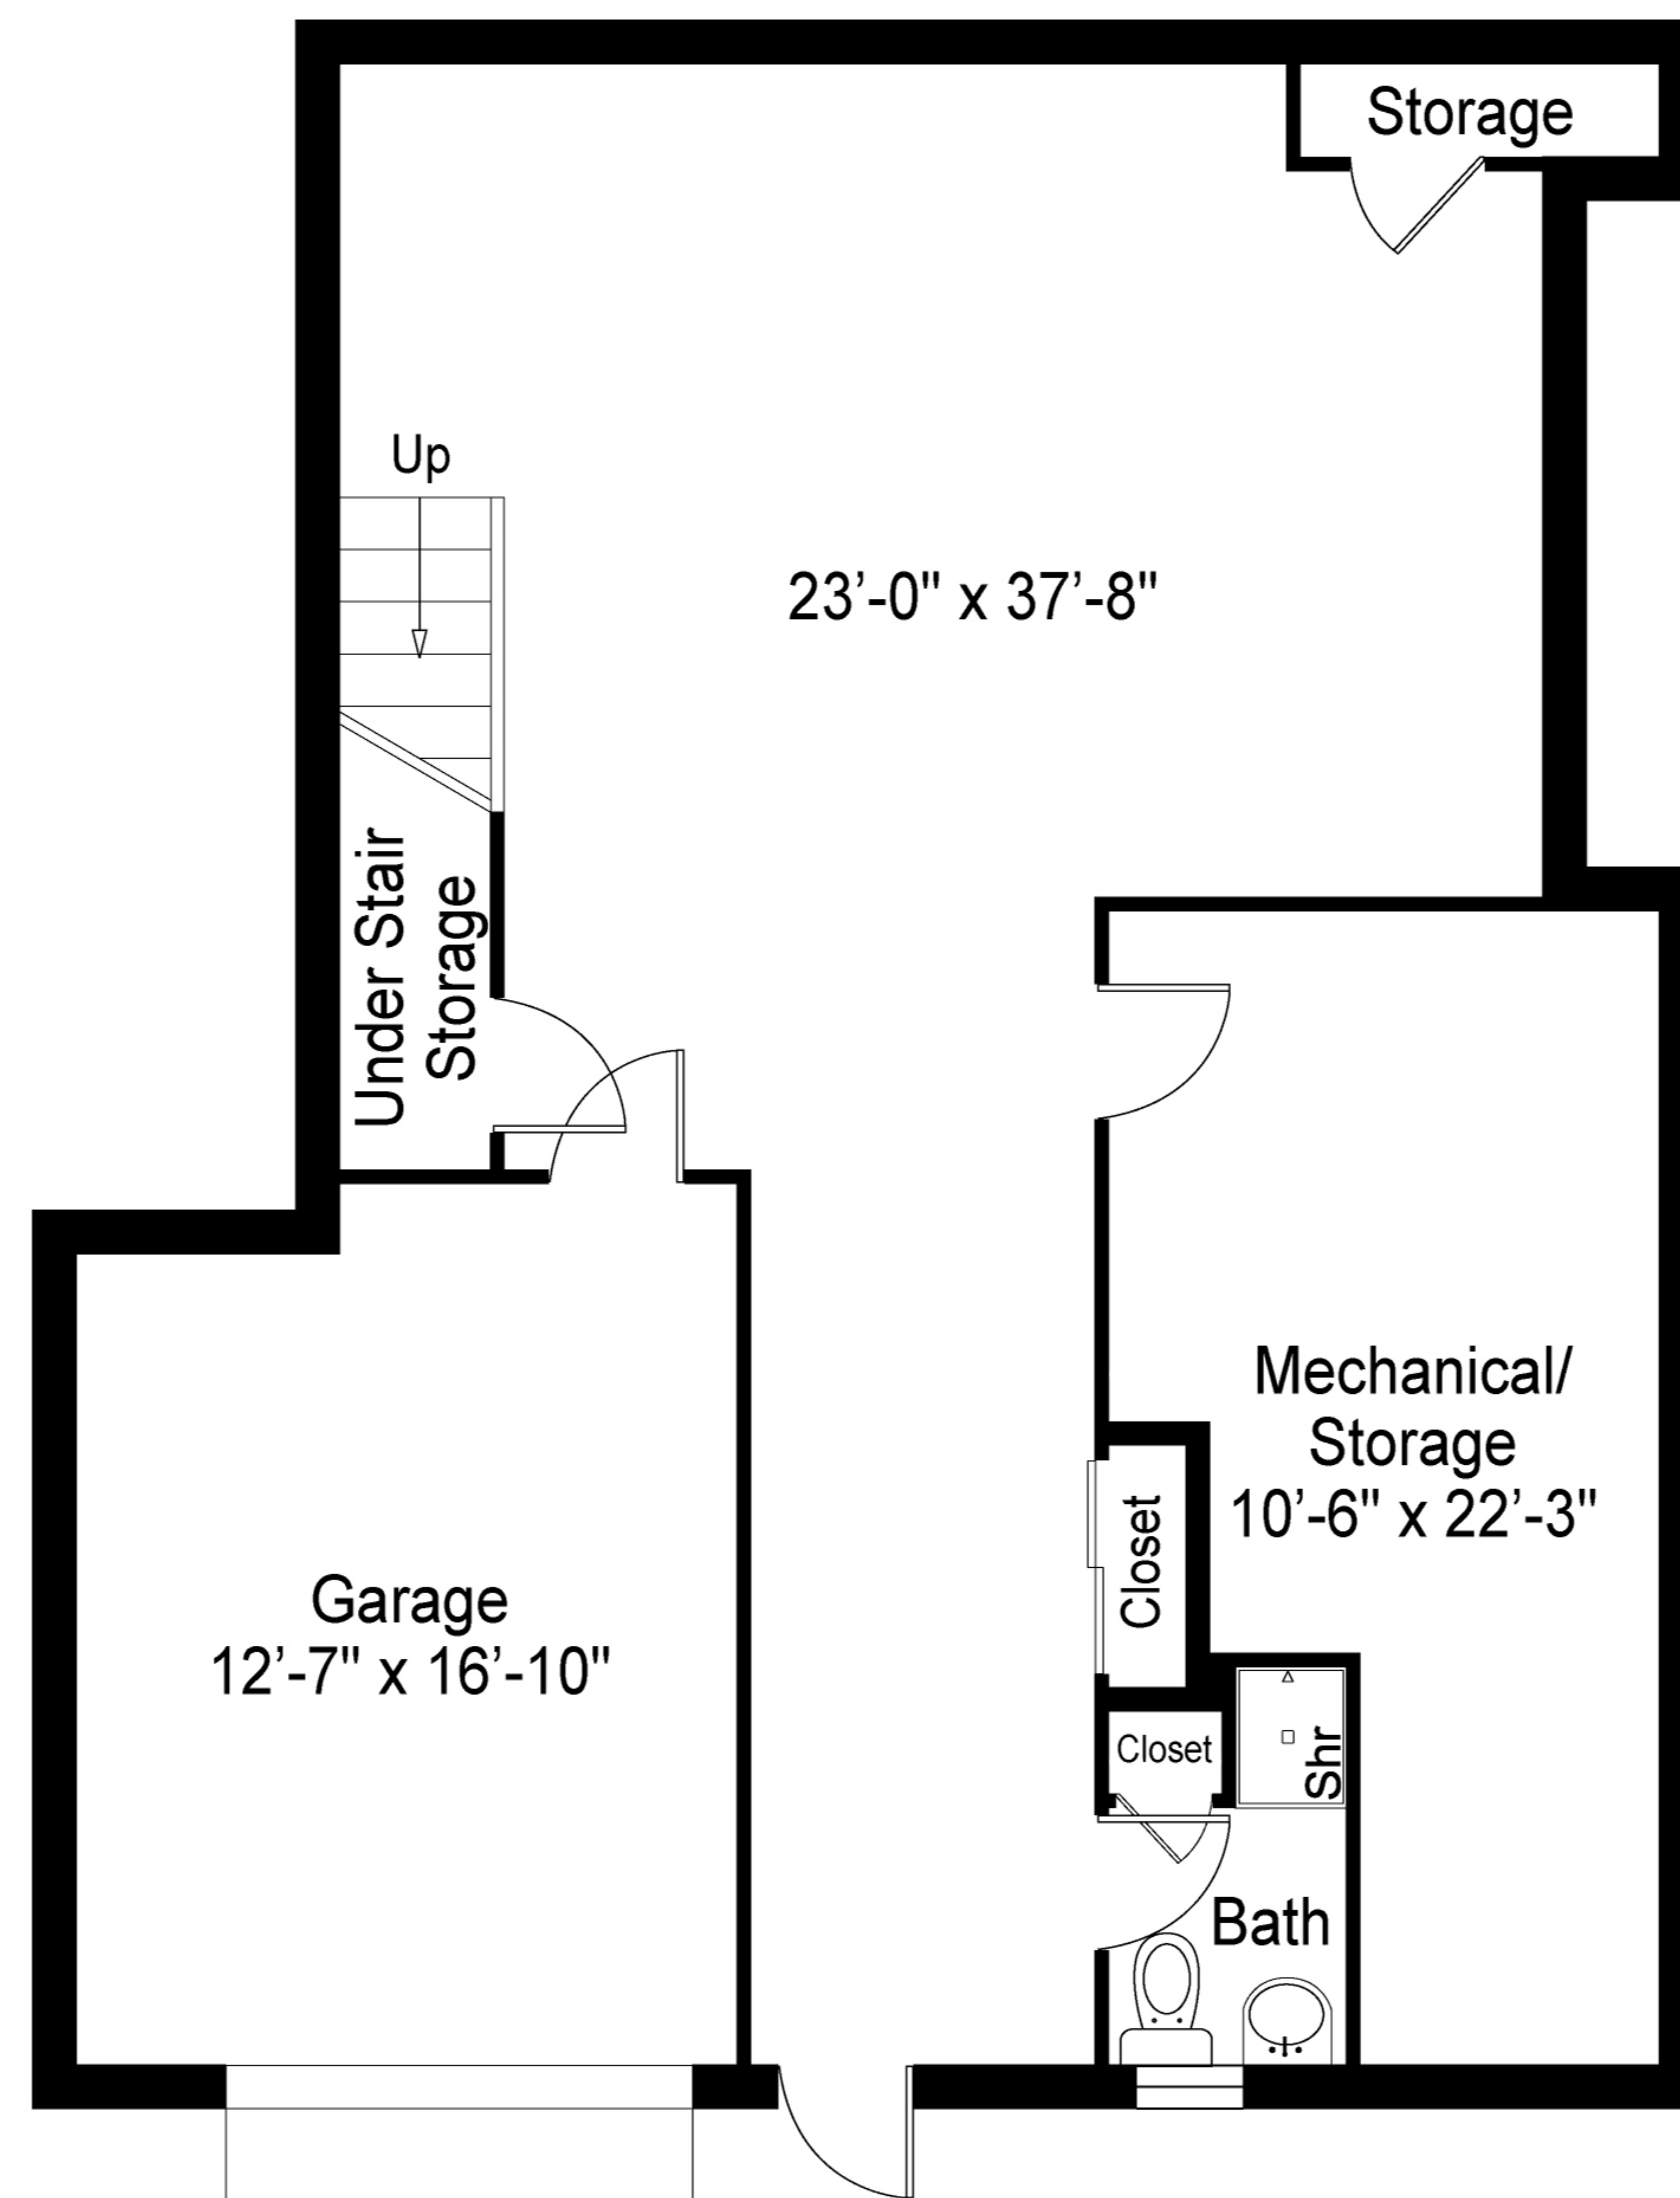 Storage
Up
23’-0" x 37’-8"
Under Stair
Storage
Mechanical/
Storage
10’-6" x 22’-3"
Closet
Garage
12’-7" x 16’-10"
Closet
Shr
Bath